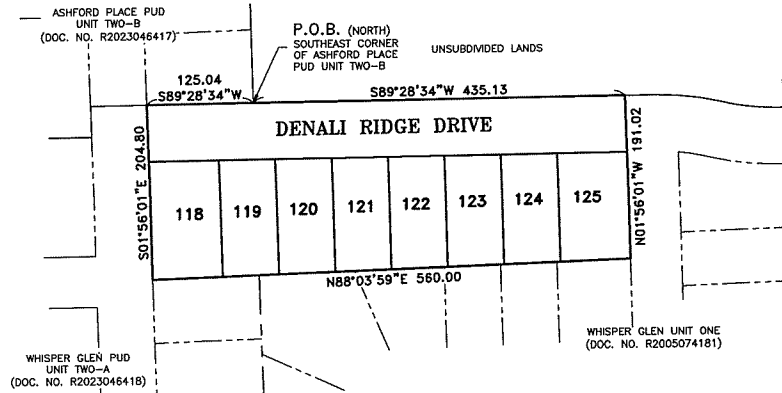 ASHFORD PLACE PUD
UNIT TWO-B
(DOC. NO. R2023046417)
P.O.B. (NORTH)
SOUTHEAST CORNER
OF ASHFORD PLACE
PUD UNIT TWO-B
UNSUBDIVIDED LANDS
125.04
S89°28'34"W
S89°28'34"W 435.13
DENALI RIDGE DRIVE
S01°56'01"E 204.80
N01°56'01"W 191.02
118
119
120
121
122
123
124
125
N88°03'59"E 560.00
WHISPER GLEN PUD
UNIT TWO-A
(DOC. NO. R2023046418)
WHISPER GLEN UNIT ONE
(DOC. NO. R2005074181)